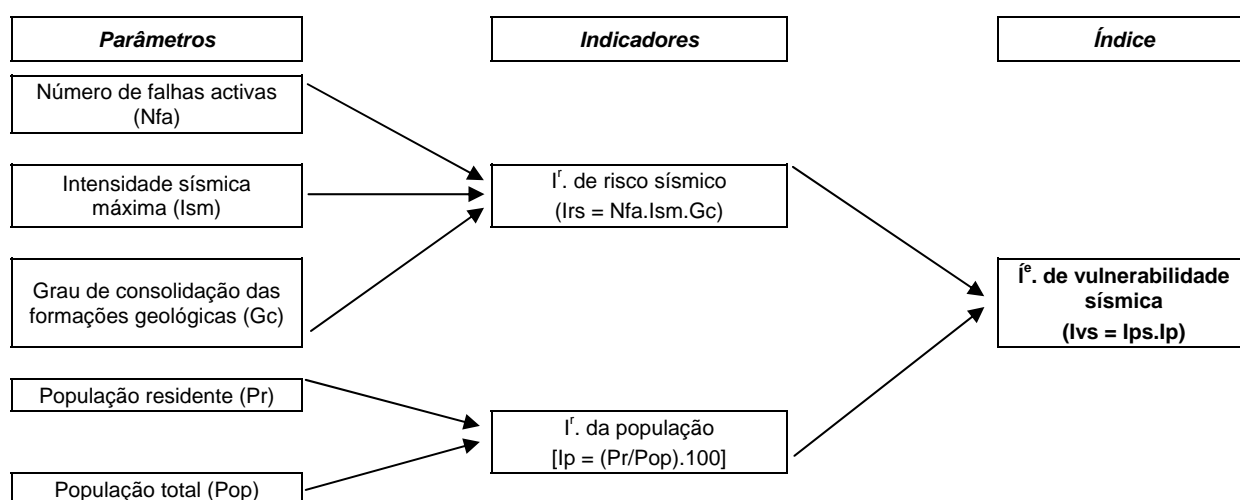 Parâmetros
Indicadores
Índice
Número de falhas activas
(Nfa)
Intensidade sísmica
máxima (Ism)
Grau de consolidação das
formações geológicas (Gc)
População residente (Pr)
População total (Pop)
Iʳ. de risco sísmico
(Irs = Nfa.Ism.Gc)
Iʳ. da população
[Ip = (Pr/Pop).100]
Íᵉ. de vulnerabilidade
sísmica
(Ivs = Ips.Ip)